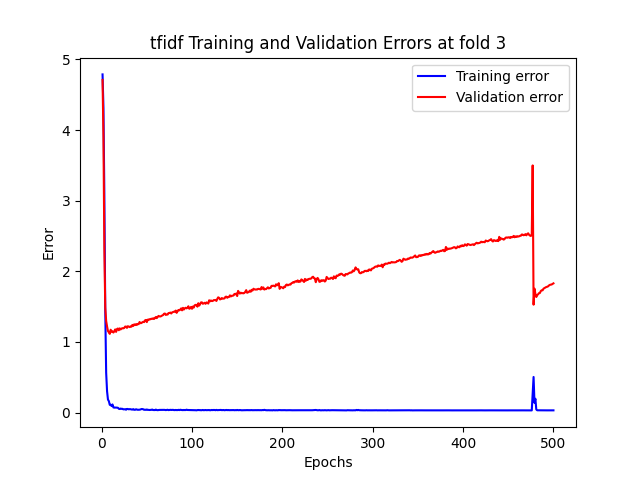 tfidf Training and Validation Errors at fold 3
Training error
Validation error
Error
5
4
3
2
1
0
0 100 200 300 400 500
Epochs